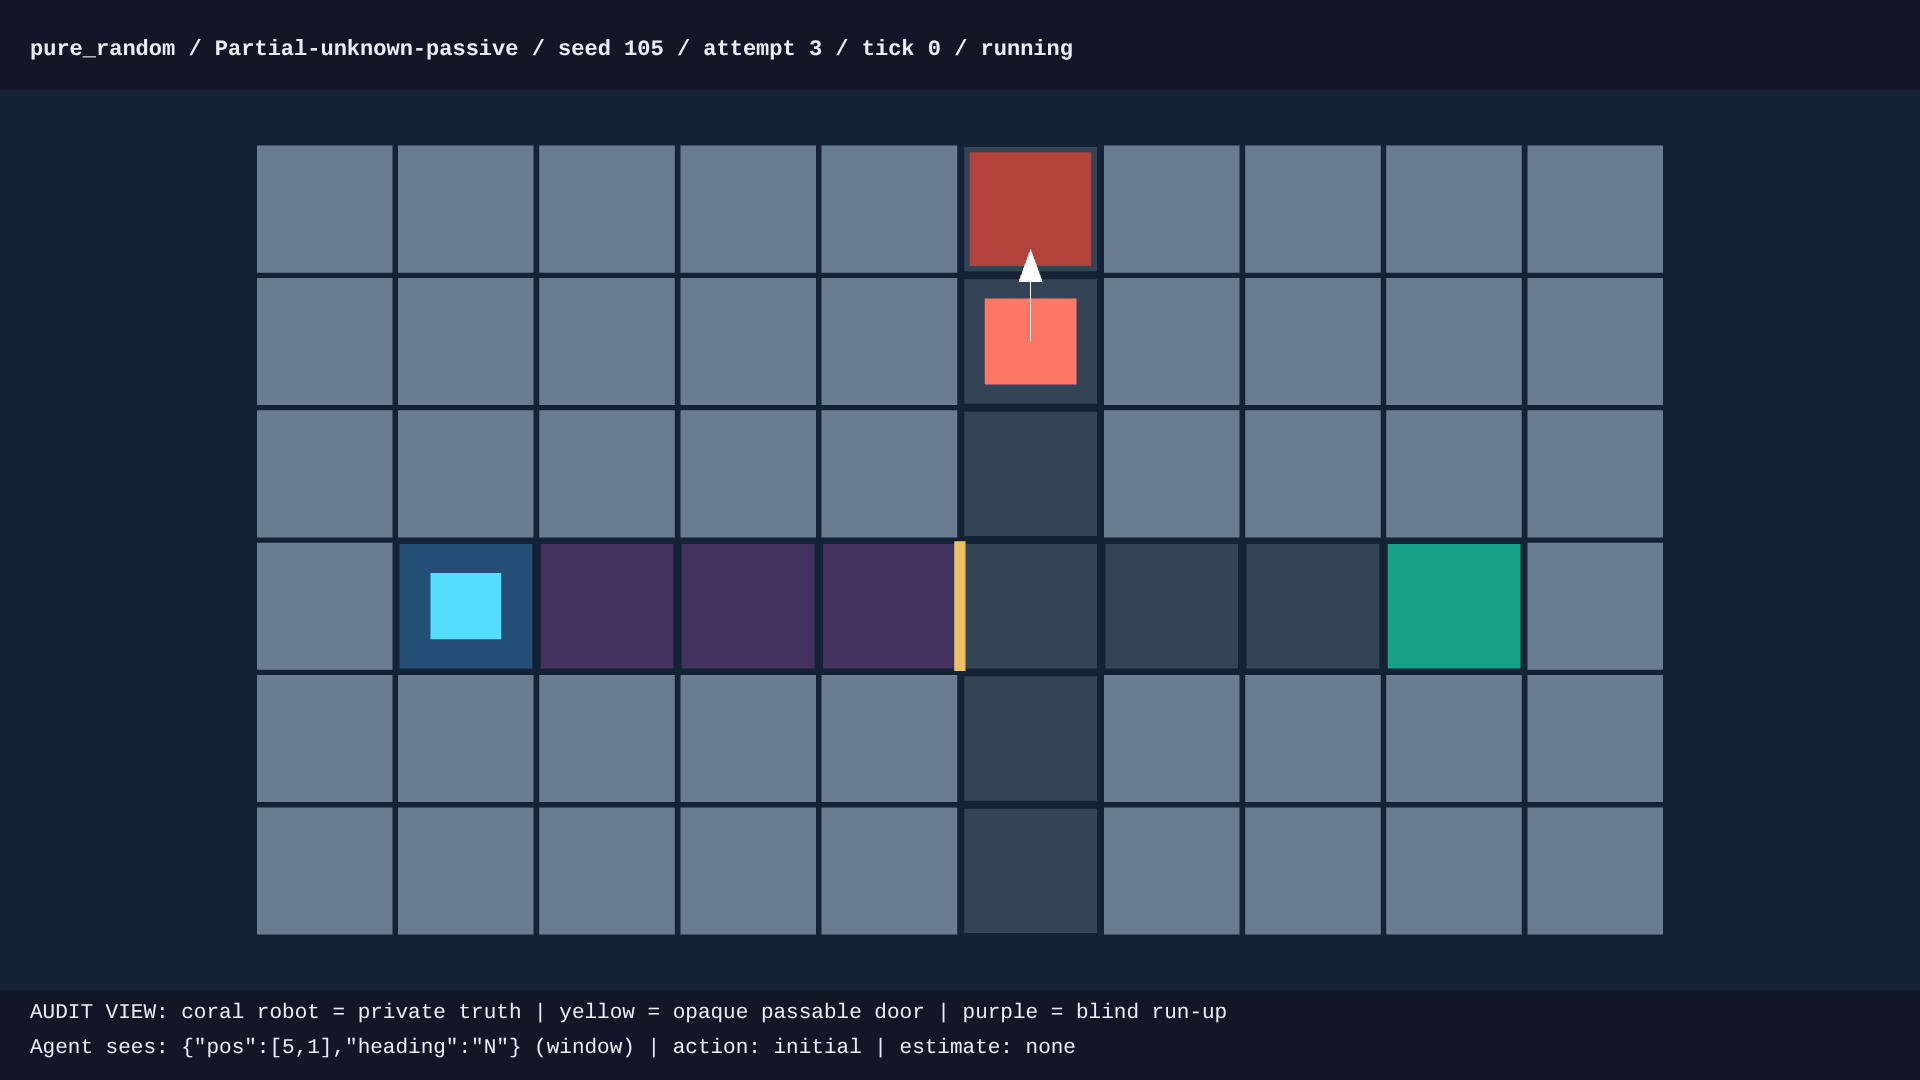 pure_random / Partial-unknown-passive / seed 105 / attempt 3 / tick 0 / running
AUDIT VIEW: coral robot = private truth | yellow = opaque passable door | purple = blind run-up
Agent sees: {"pos":[5,1],"heading":"N"} (window) | action: initial | estimate: none